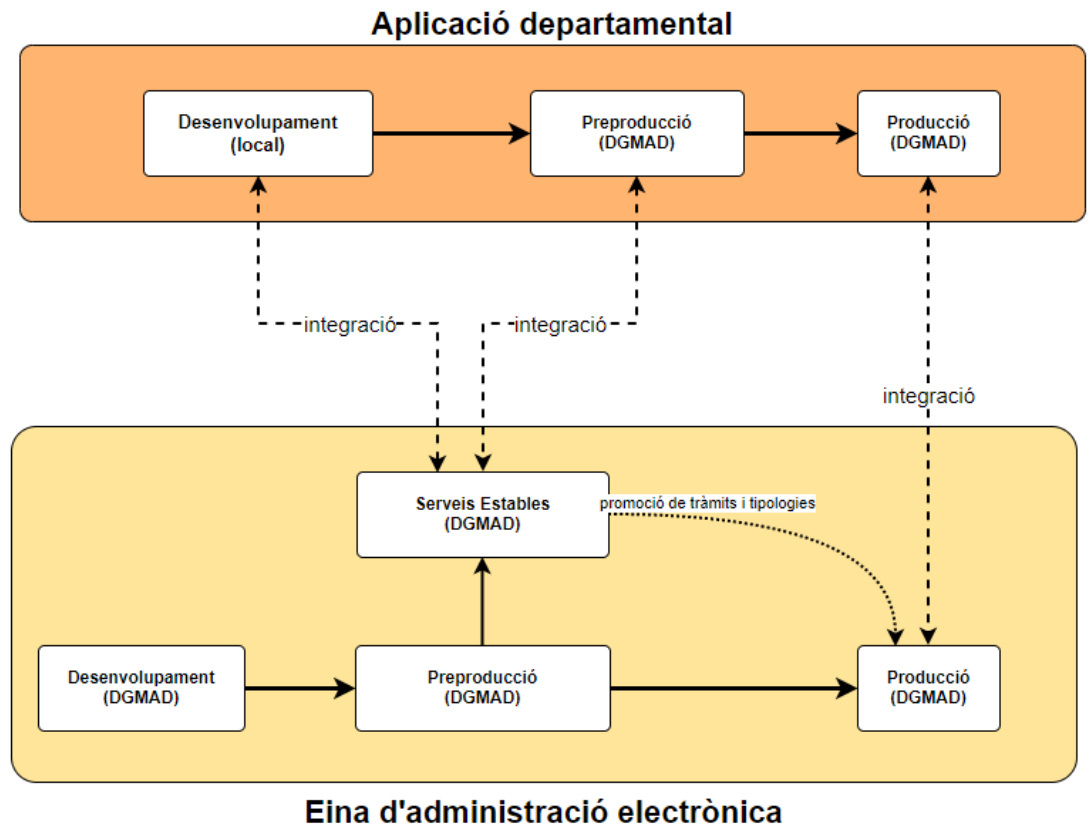 Aplicació departamental
Desenvolupament
(local)
Preproducció
(DGMAD)
Producció
(DGMAD)
integració
integració
integració
Serveis Estables
(DGMAD)
promoció de tràmits i tipologies
Desenvolupament
(DGMAD)
Preproducció
(DGMAD)
Producció
(DGMAD)
Eina d'administració electrònica